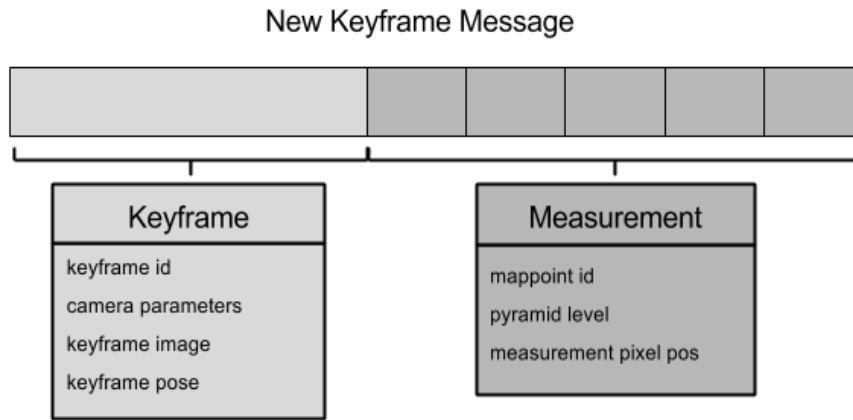 New Keyframe Message
Keyframe
keyframe id
camera parameters
keyframe image
keyframe pose
Measurement
mappoint id
pyramid level
measurement pixel pos